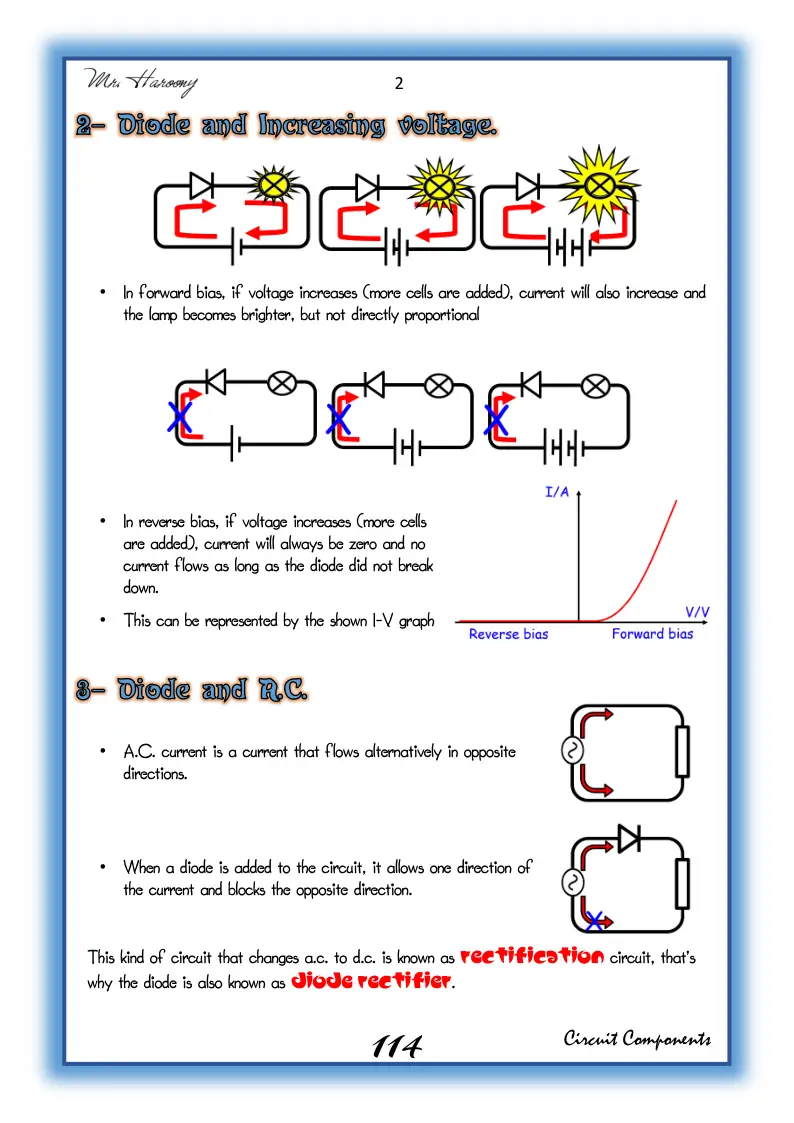 Mr. Haroony
2
2- Diode and Increasing voltage.
• In forward bias, if voltage increases (more cells are added), current will also increase and
the lamp becomes brighter, but not directly proportional
I/A
• In reverse bias, if voltage increases (more cells
are added), current will always be zero and no
current flows as long as the diode did not break
down.
• This can be represented by the shown I-V graph
V/V
Reverse bias
Forward bias
3- Diode and A.C.
• A.C. current is a current that flows alternatively in opposite
directions.
• When a diode is added to the circuit, it allows one direction of
the current and blocks the opposite direction.
This kind of circuit that changes a.c. to d.c. is known as rectification circuit, that's
why the diode is also known as diode rectifier.
114
Circuit Components